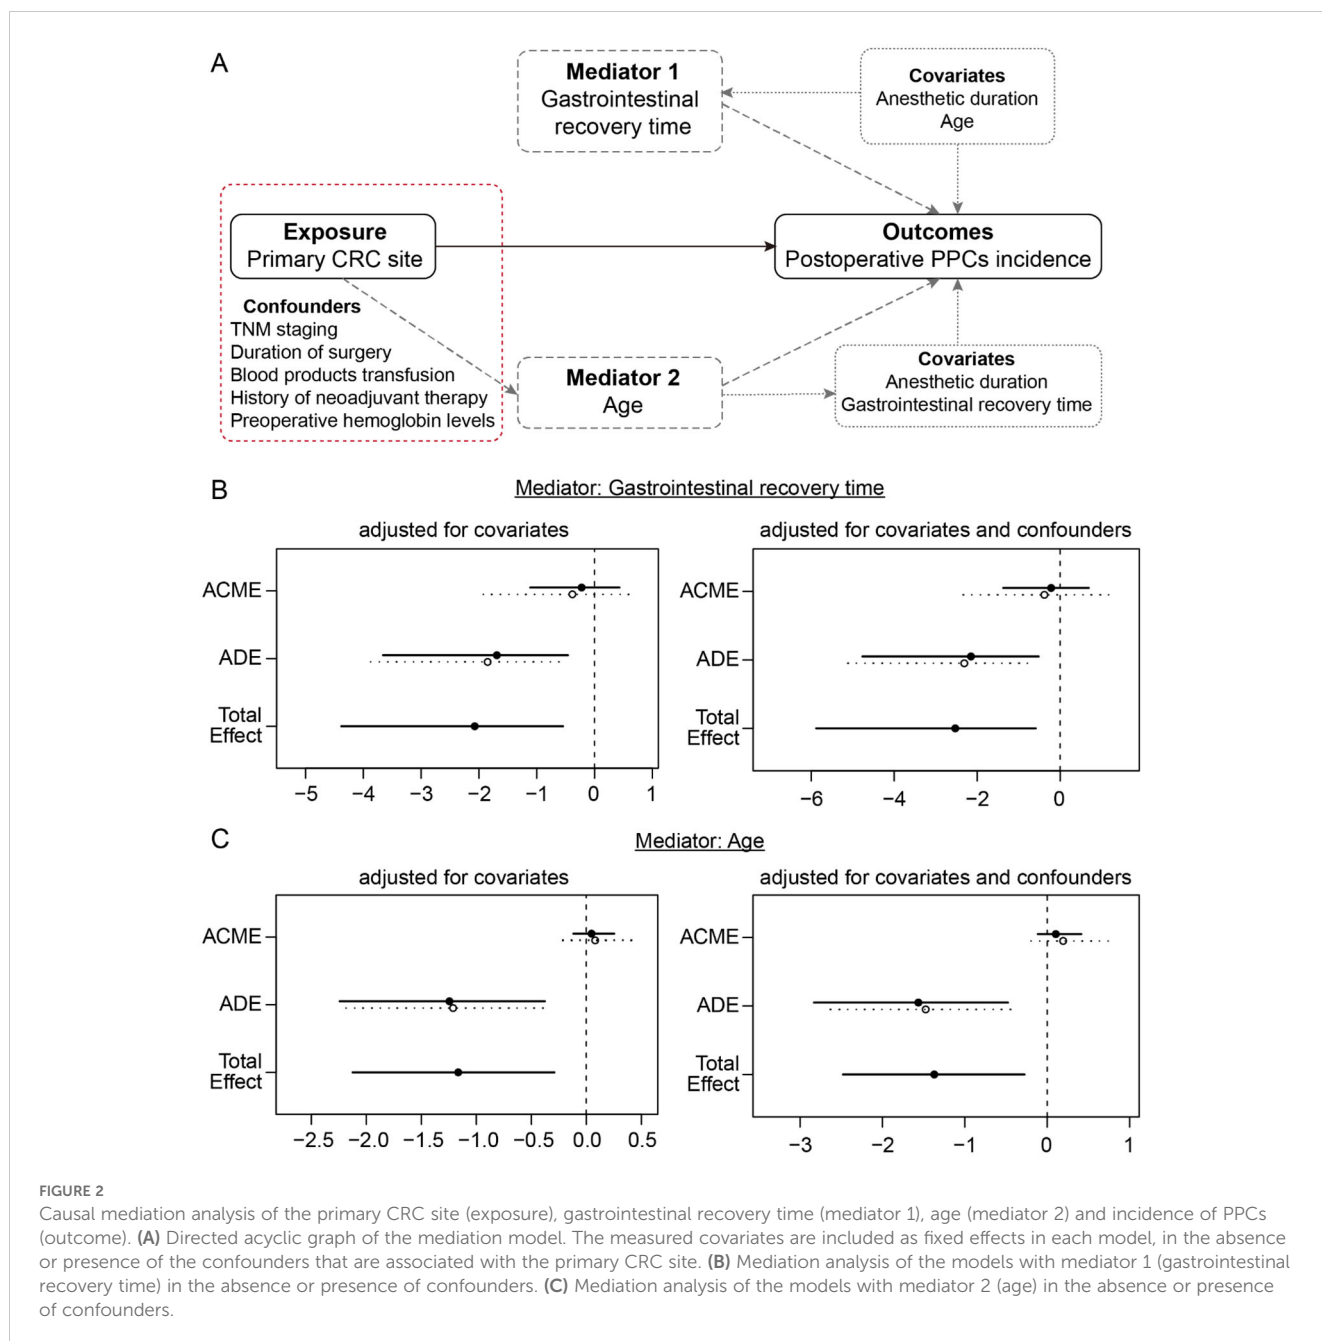 A
Mediator 1
Gastrointestinal
recovery time
Covariates
Anesthetic duration
Age
Exposure
Primary CRC site
Outcomes
Postoperative PPCs incidence
Confounders
TNM staging
Duration of surgery
Blood products transfusion
History of neoadjuvant therapy
Preoperative hemoglobin levels
Mediator 2
Age
Covariates
Anesthetic duration
Gastrointestinal recovery time
B
Mediator: Gastrointestinal recovery time
adjusted for covariates
ACME
ADE
Total
Effect
−5 −4 −3 −2 −1 0 1
adjusted for covariates and confounders
ACME
ADE
Total
Effect
−6 −4 −2 0
C
Mediator: Age
adjusted for covariates
ACME
ADE
Total
Effect
−2.5 −2.0 −1.5 −1.0 −0.5 0.0 0.5
adjusted for covariates and confounders
ACME
ADE
Total
Effect
−3 −2 −1 0 1
FIGURE 2
Causal mediation analysis of the primary CRC site (exposure), gastrointestinal recovery time (mediator 1), age (mediator 2) and incidence of PPCs
(outcome). (A) Directed acyclic graph of the mediation model. The measured covariates are included as fixed effects in each model, in the absence
or presence of the confounders that are associated with the primary CRC site. (B) Mediation analysis of the models with mediator 1 (gastrointestinal
recovery time) in the absence or presence of confounders. (C) Mediation analysis of the models with mediator 2 (age) in the absence or presence
of confounders.